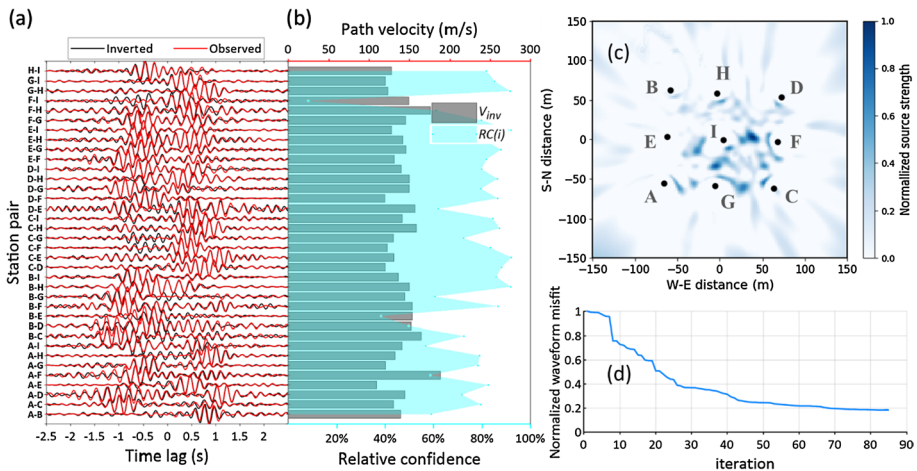 (a)
Inverted
Observed
Station pair
H-I
G-I
G-H
F-I
F-H
F-G
E-I
E-H
E-G
E-F
D-I
D-H
D-G
D-F
D-E
C-I
C-H
C-G
C-F
C-E
C-D
B-I
B-H
B-G
B-F
B-E
B-D
B-C
A-I
A-H
A-G
A-F
A-E
A-D
A-C
A-B
-2.5 -2 -1.5 -1 -0.5 0 0.5 1 1.5 2
Time lag (s)
(b)
Path velocity (m/s)
0 50 100 150 200 250 300
V_inv
RC(i)
20% 40% 60% 80% 100%
Relative confidence
(c)
150
100
50
0
−50
−100
−150
S-N distance (m)
B H D
E I F
A G C
−150 −100 −50 0 50 100 150
W-E distance (m)
1.0
0.8
0.6
0.4
0.2
0.0
Normalized source strength
(d)
Normalized waveform misfit
1
0.8
0.6
0.4
0.2
0 10 20 30 40 50 60 70 80 90
iteration